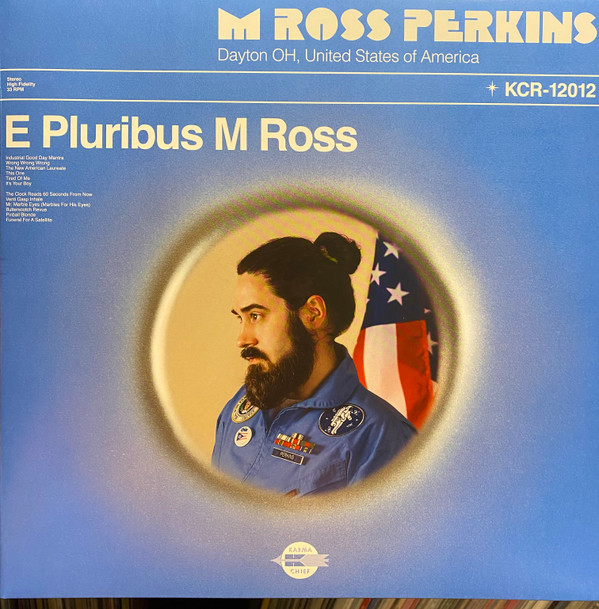 M ROSS PERKINS
Dayton OH, United States of America
Stereo
High Fidelity
33 RPM
KCR-12012
E Pluribus M Ross
Industrial Good Day Mantra
Wrong Wrong Wrong
The New American Laureate
This One
Tired Of Me
It's Your Boy
The Clock Reads 60 Seconds From Now
Venti Gasp Inhale
Mr. Marble Eyes (Marbles For His Eyes)
Butterscotch Revue
Pinball Blonde
Funeral For A Satellite
PERKINS
KARMA
CHIEF